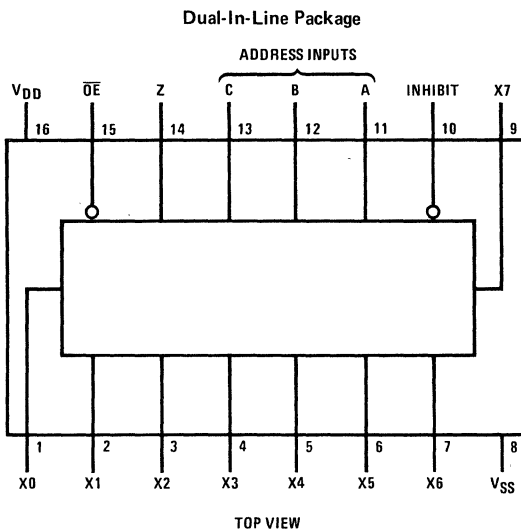 Dual-In-Line Package
ADDRESS INPUTS
VDD OE Z C B A INHIBIT X7
16 15 14 13 12 11 10 9
1 2 3 4 5 6 7 8
X0 X1 X2 X3 X4 X5 X6 VSS
TOP VIEW